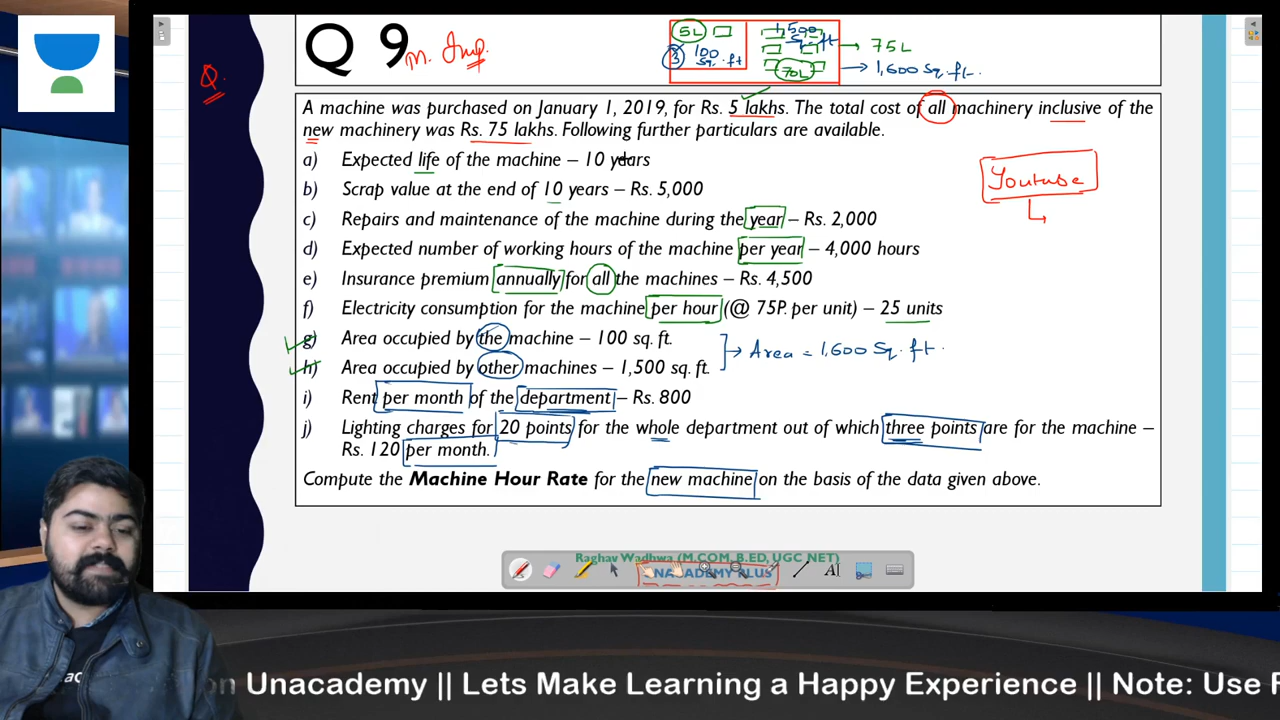 Q 9 m. Imp.
Q.
5L
100
sq. ft
1,500
sq. ft
70L
→ 75L
→ 1,600 Sq. ft.
A machine was purchased on January 1, 2019, for Rs. 5 lakhs. The total cost of all machinery inclusive of the
new machinery was Rs. 75 lakhs. Following further particulars are available.
a) Expected life of the machine – 10 years
b) Scrap value at the end of 10 years – Rs. 5,000
c) Repairs and maintenance of the machine during the year – Rs. 2,000
d) Expected number of working hours of the machine per year – 4,000 hours
e) Insurance premium annually for all the machines – Rs. 4,500
f) Electricity consumption for the machine per hour (@ 75P. per unit) – 25 units
g) Area occupied by the machine – 100 sq. ft.
h) Area occupied by other machines – 1,500 sq. ft.
→ Area = 1,600 Sq. ft.
i) Rent per month of the department – Rs. 800
j) Lighting charges for 20 points for the whole department out of which three points are for the machine –
Rs. 120 per month.
Compute the Machine Hour Rate for the new machine on the basis of the data given above.
Youtube
Raghav Wadhwa (M.COM, B.ED, UGC NET)
UNACADEMY PLUS
on Unacademy || Lets Make Learning a Happy Experience || Note: Use